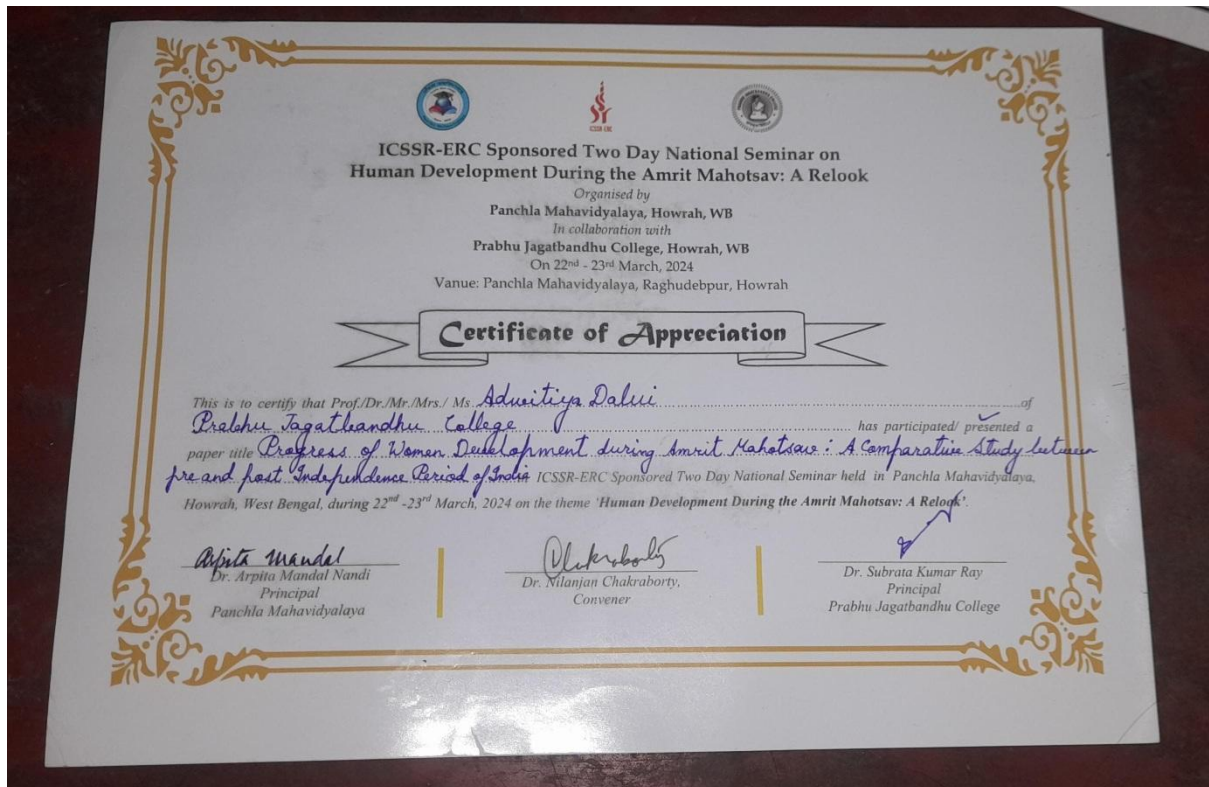 ICSSR-ERC
ICSSR-ERC Sponsored Two Day National Seminar on
Human Development During the Amrit Mahotsav: A Relook
Organised by
Panchla Mahavidyalaya, Howrah, WB
In collaboration with
Prabhu Jagatbandhu College, Howrah, WB
On 22nd - 23rd March, 2024
Vanue: Panchla Mahavidyalaya, Raghudebpur, Howrah
Certificate of Appreciation
This is to certify that Prof./Dr./Mr./Mrs./ Ms. Adwitiya Dalui of
Prabhu Jagatbandhu College has participated/ presented a
paper title Progress of Women Development during Amrit Mahotsav : A Comparative Study between
pre and post Independence Period of India ICSSR-ERC Sponsored Two Day National Seminar held in Panchla Mahavidyalaya,
Howrah, West Bengal, during 22nd -23rd March, 2024 on the theme 'Human Development During the Amrit Mahotsav: A Relook'.
Arpita Mandal
Dr. Arpita Mandal Nandi
Principal
Panchla Mahavidyalaya
Chakraborty
Dr. Nilanjan Chakraborty,
Convener
Dr. Subrata Kumar Ray
Principal
Prabhu Jagatbandhu College